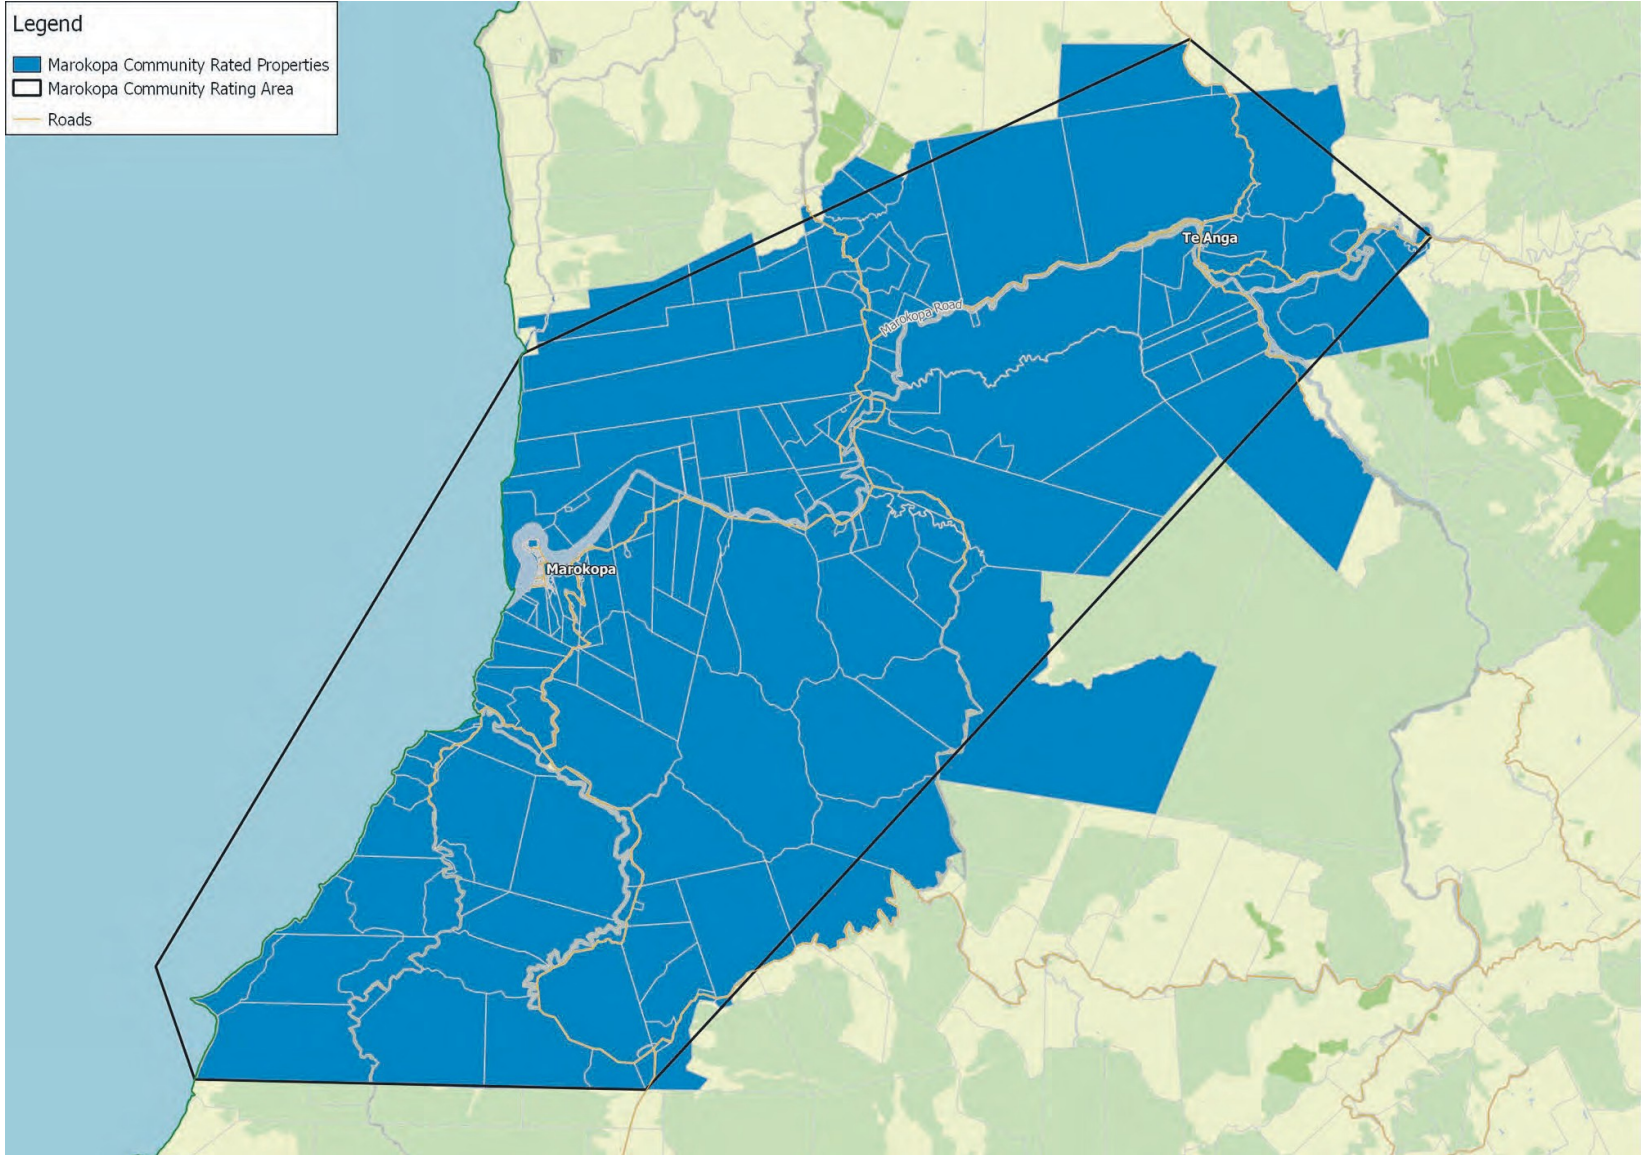 Legend
Marokopa Community Rated Properties
Marokopa Community Rating Area
Roads
Te Anga
Marokopa Road
Marokopa